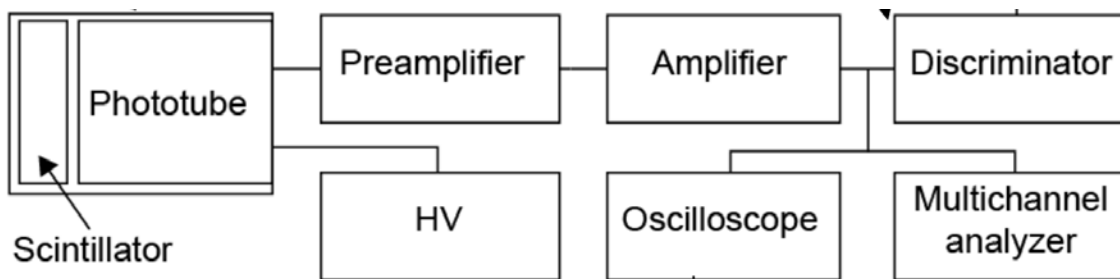 Preamplifier
Amplifier
Discriminator
Phototube
HV
Oscilloscope
Multichannel
analyzer
Scintillator